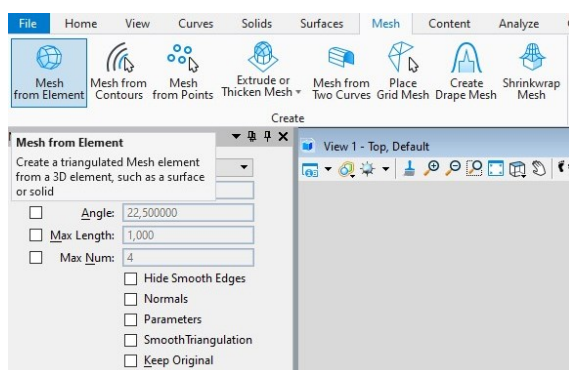 File Home View Curves Solids Surfaces Mesh Content Analyze
Mesh from Element
Mesh from Contours
Mesh from Points
Extrude or Thicken Mesh
Mesh from Two Curves
Place Grid Mesh
Create Drape Mesh
Shrinkwrap Mesh
Create
Mesh from Element
Create a triangulated Mesh element
from a 3D element, such as a surface
or solid
View 1 - Top, Default
Angle: 22,500000
Max Length: 1,000
Max Num: 4
Hide Smooth Edges
Normals
Parameters
SmoothTriangulation
Keep Original